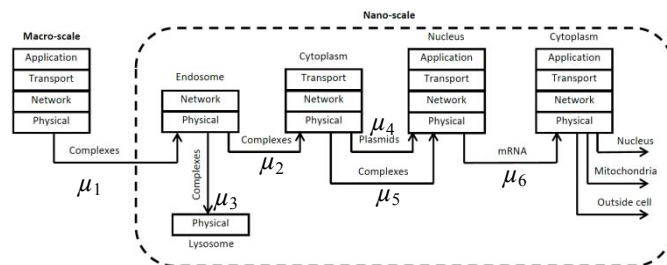 Nano-scale
Macro-scale
Application
Transport
Network
Physical
Complexes
μ1
Endosome
Network
Physical
Complexes
μ2
Complexes
μ3
Physical
Lysosome
Cytoplasm
Transport
Network
Physical
μ4
Plasmids
Complexes
μ5
Nucleus
Application
Transport
Network
Physical
mRNA
μ6
Cytoplasm
Application
Transport
Network
Physical
Nucleus
Mitochondria
Outside cell